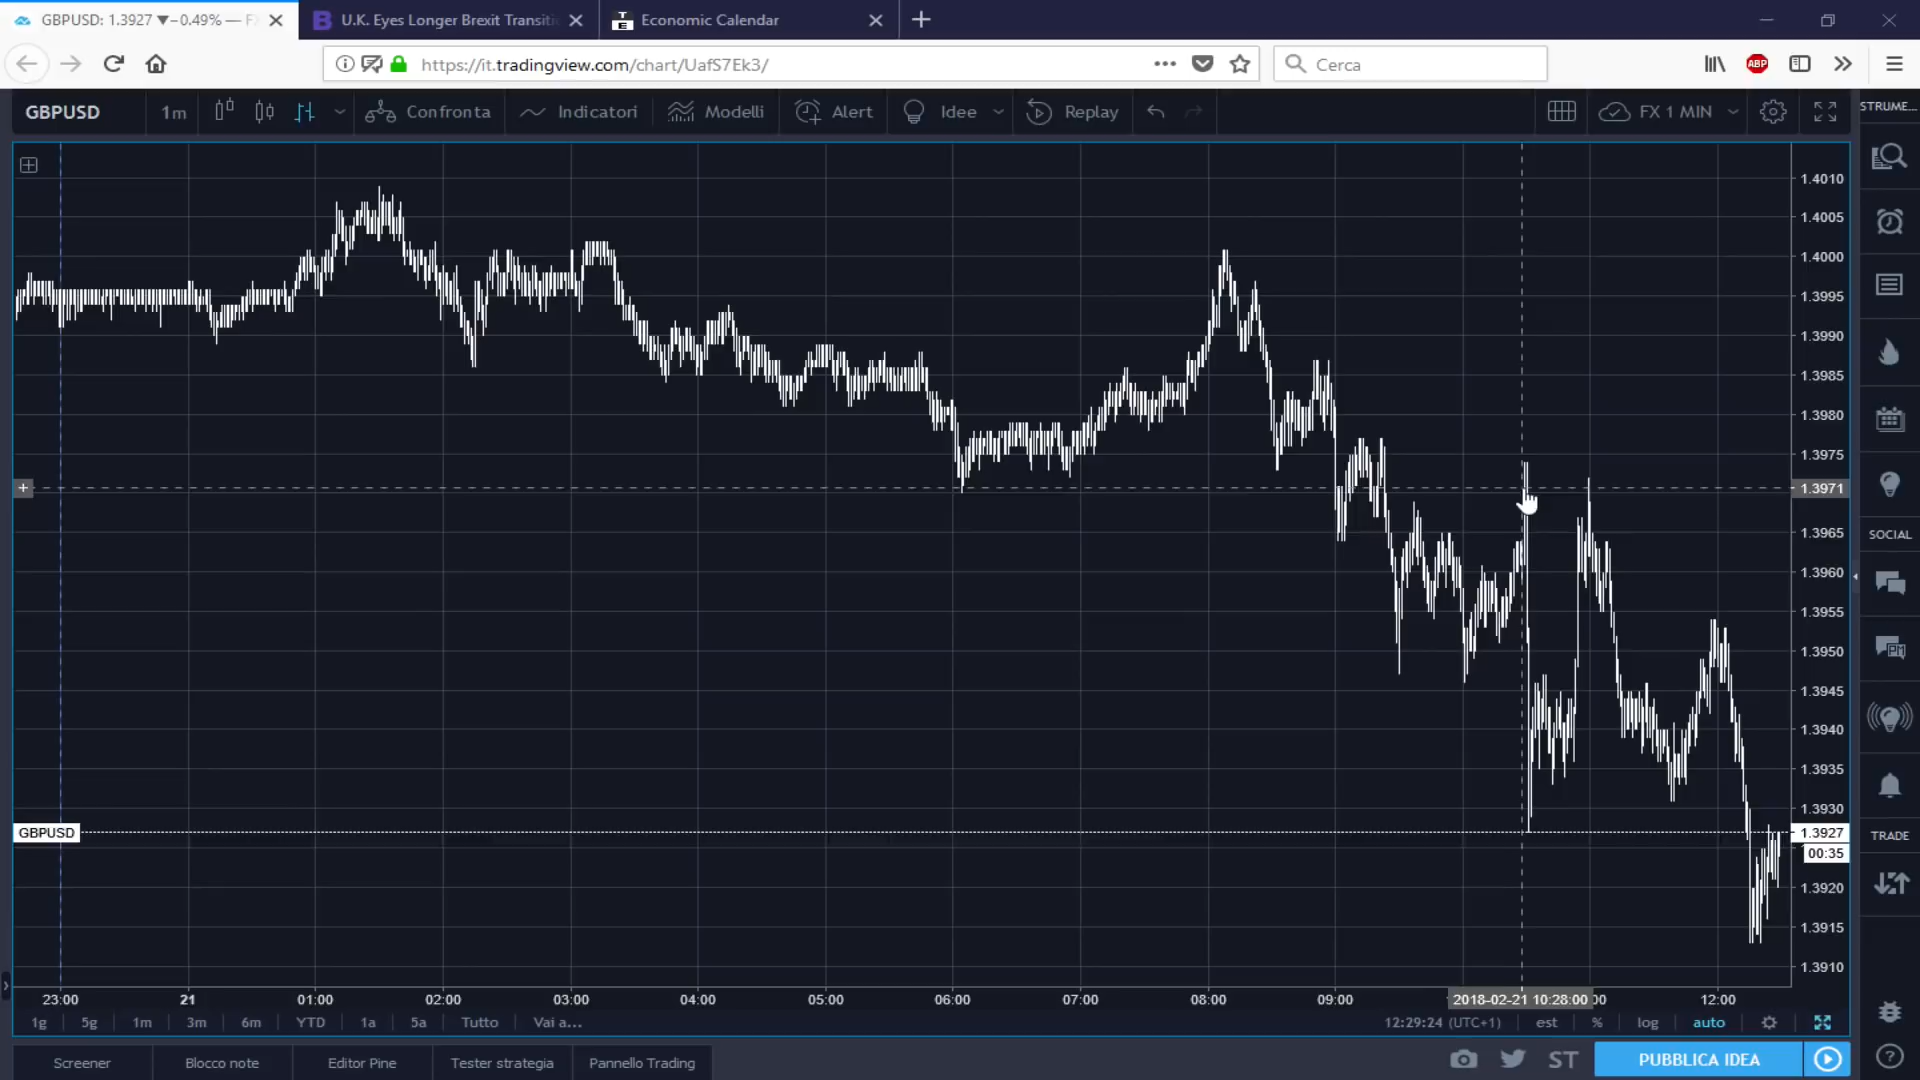 GBPUSD: 1.3927 ▼−0.49% — F
U.K. Eyes Longer Brexit Transiti
Economic Calendar
https://it.tradingview.com/chart/UafS7Ek3/
Cerca
ABP
GBPUSD
1m
Confronta
Indicatori
Modelli
Alert
Idee
Replay
FX 1 MIN
STRUME...
1.4010
1.4005
1.4000
1.3995
1.3990
1.3985
1.3980
1.3975
1.3971
1.3965
1.3960
1.3955
1.3950
1.3945
1.3940
1.3935
1.3930
GBPUSD
1.3927
00:35
1.3920
1.3915
1.3910
SOCIAL
PM
TRADE
23:00 21 01:00 02:00 03:00 04:00 05:00 06:00 07:00 08:00 09:00 2018-02-21 10:28:00 00 12:00
1g 5g 1m 3m 6m YTD 1a 5a Tutto Vai a...
12:29:24 (UTC+1) est % log auto
Screener Blocco note Editor Pine Tester strategia Pannello Trading
ST
PUBBLICA IDEA